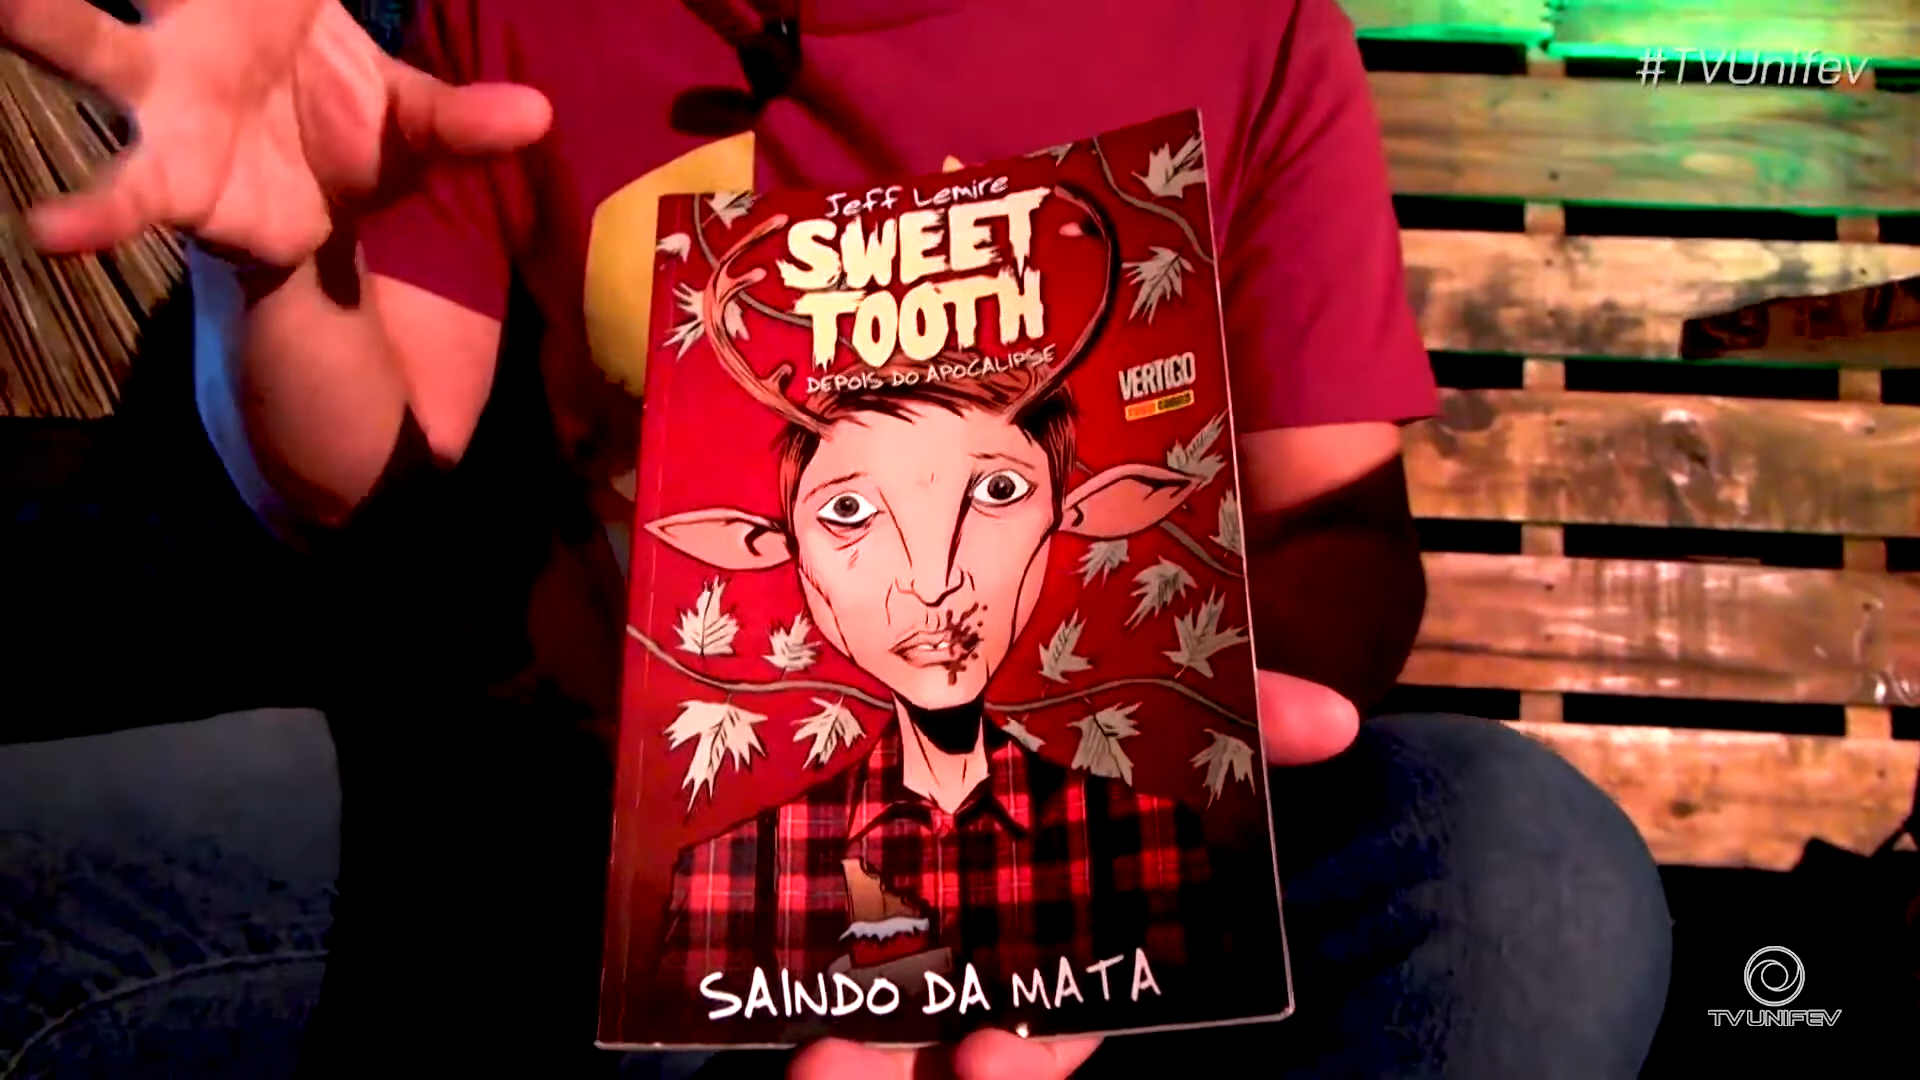 #TVUnifev
Jeff Lemire
SWEET
TOOTH
DEPOIS DO APOCALIPSE
VERTIGO
SAINDO DA MATA
TV UNIFEV